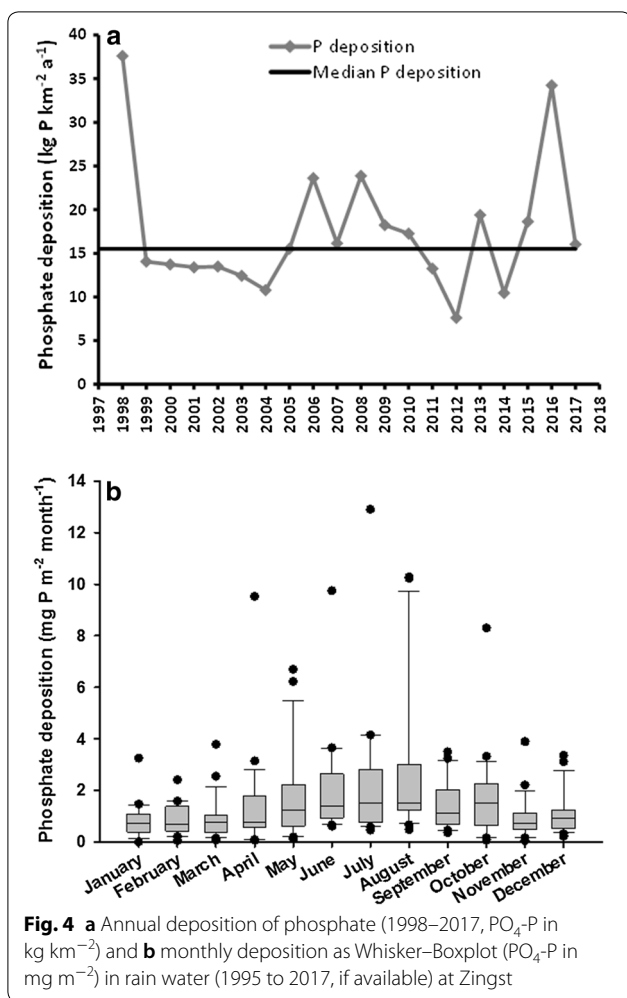 a
P deposition
Median P deposition
Phosphate deposition (kg P km⁻² a⁻¹)
40
35
30
25
20
15
10
5
0
1997 1998 1999 2000 2001 2002 2003 2004 2005 2006 2007 2008 2009 2010 2011 2012 2013 2014 2015 2016 2017 2018
b
Phosphate deposition (mg P m⁻² month⁻¹)
14
12
10
8
6
4
2
0
January February March April May June July August September October November December
Fig. 4 a Annual deposition of phosphate (1998–2017, PO₄-P in
kg km⁻²) and b monthly deposition as Whisker–Boxplot (PO₄-P in
mg m⁻²) in rain water (1995 to 2017, if available) at Zingst